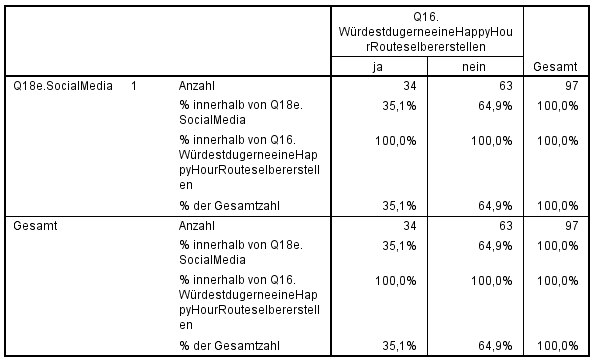 Q16.
WürdestdugerneeineHappyHou
rRouteselbererstellen
ja nein Gesamt
Q18e.SocialMedia 1 Anzahl 34 63 97
% innerhalb von Q18e. 35,1% 64,9% 100,0%
SocialMedia
% innerhalb von Q16. 100,0% 100,0% 100,0%
WürdestdugerneeineHap
pyHourRouteselbererstell
en
% der Gesamtzahl 35,1% 64,9% 100,0%
Gesamt Anzahl 34 63 97
% innerhalb von Q18e. 35,1% 64,9% 100,0%
SocialMedia
% innerhalb von Q16. 100,0% 100,0% 100,0%
WürdestdugerneeineHap
pyHourRouteselbererstell
en
% der Gesamtzahl 35,1% 64,9% 100,0%